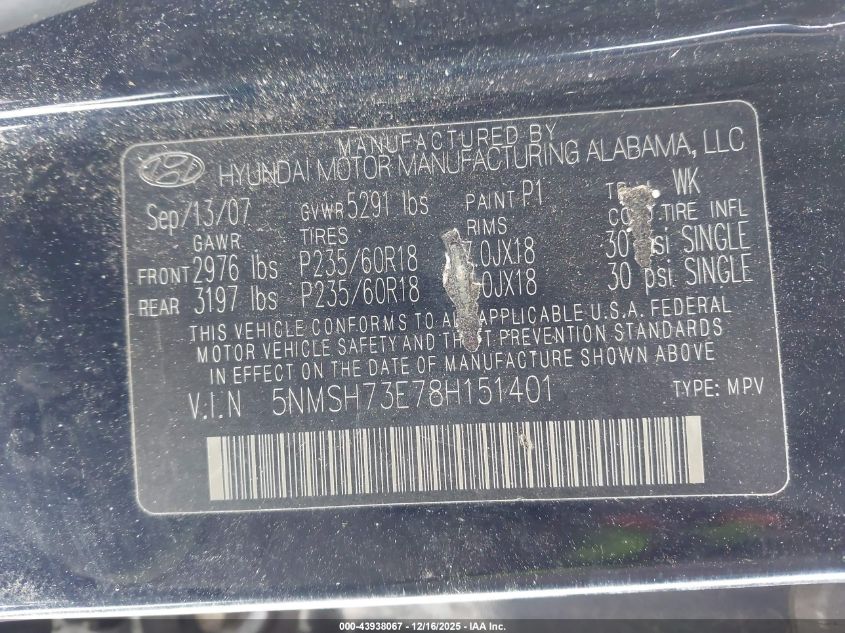 MANUFACTURED BY
HYUNDAI MOTOR MANUFACTURING ALABAMA, LLC
Sep/13/07 GVWR 5291 lbs PAINT P1 WK
GAWR TIRES RIMS TIRE INFL
FRONT 2976 lbs P235/60R18 .0JX18 30 psi SINGLE
REAR 3197 lbs P235/60R18 0JX18 30 psi SINGLE
THIS VEHICLE CONFORMS TO APPLICABLE U.S.A. FEDERAL
MOTOR VEHICLE SAFETY AND PREVENTION STANDARDS
IN EFFECT ON THE DATE OF MANUFACTURE SHOWN ABOVE
V.I.N 5NMSH73E78H151401 TYPE: MPV
000-43938067 - 12/16/2025 - IAA Inc.